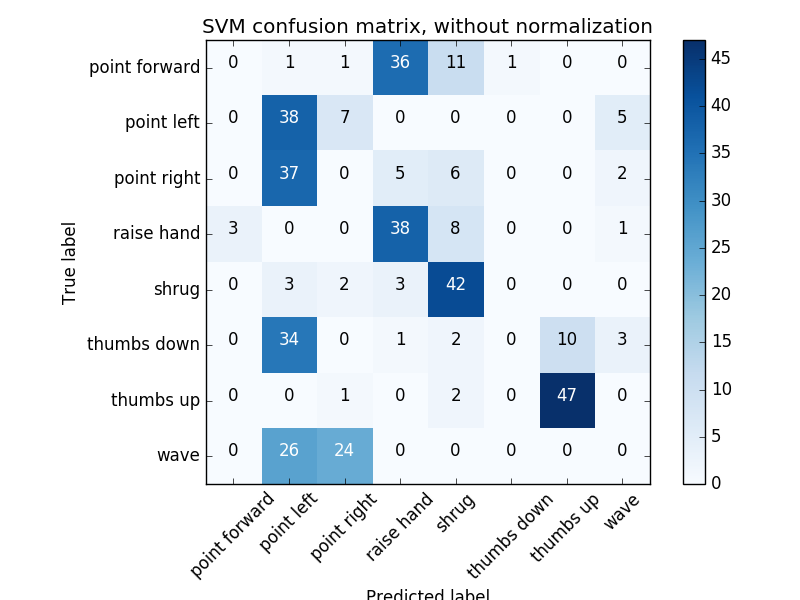 SVM confusion matrix, without normalization
True label
point forward 0 1 1 36 11 1 0 0
point left 0 38 7 0 0 0 0 5
point right 0 37 0 5 6 0 0 2
raise hand 3 0 0 38 8 0 0 1
shrug 0 3 2 3 42 0 0 0
thumbs down 0 34 0 1 2 0 10 3
thumbs up 0 0 1 0 2 0 47 0
wave 0 26 24 0 0 0 0 0
point forward point left point right raise hand shrug thumbs down thumbs up wave
Predicted label
45
40
35
30
25
20
15
10
5
0